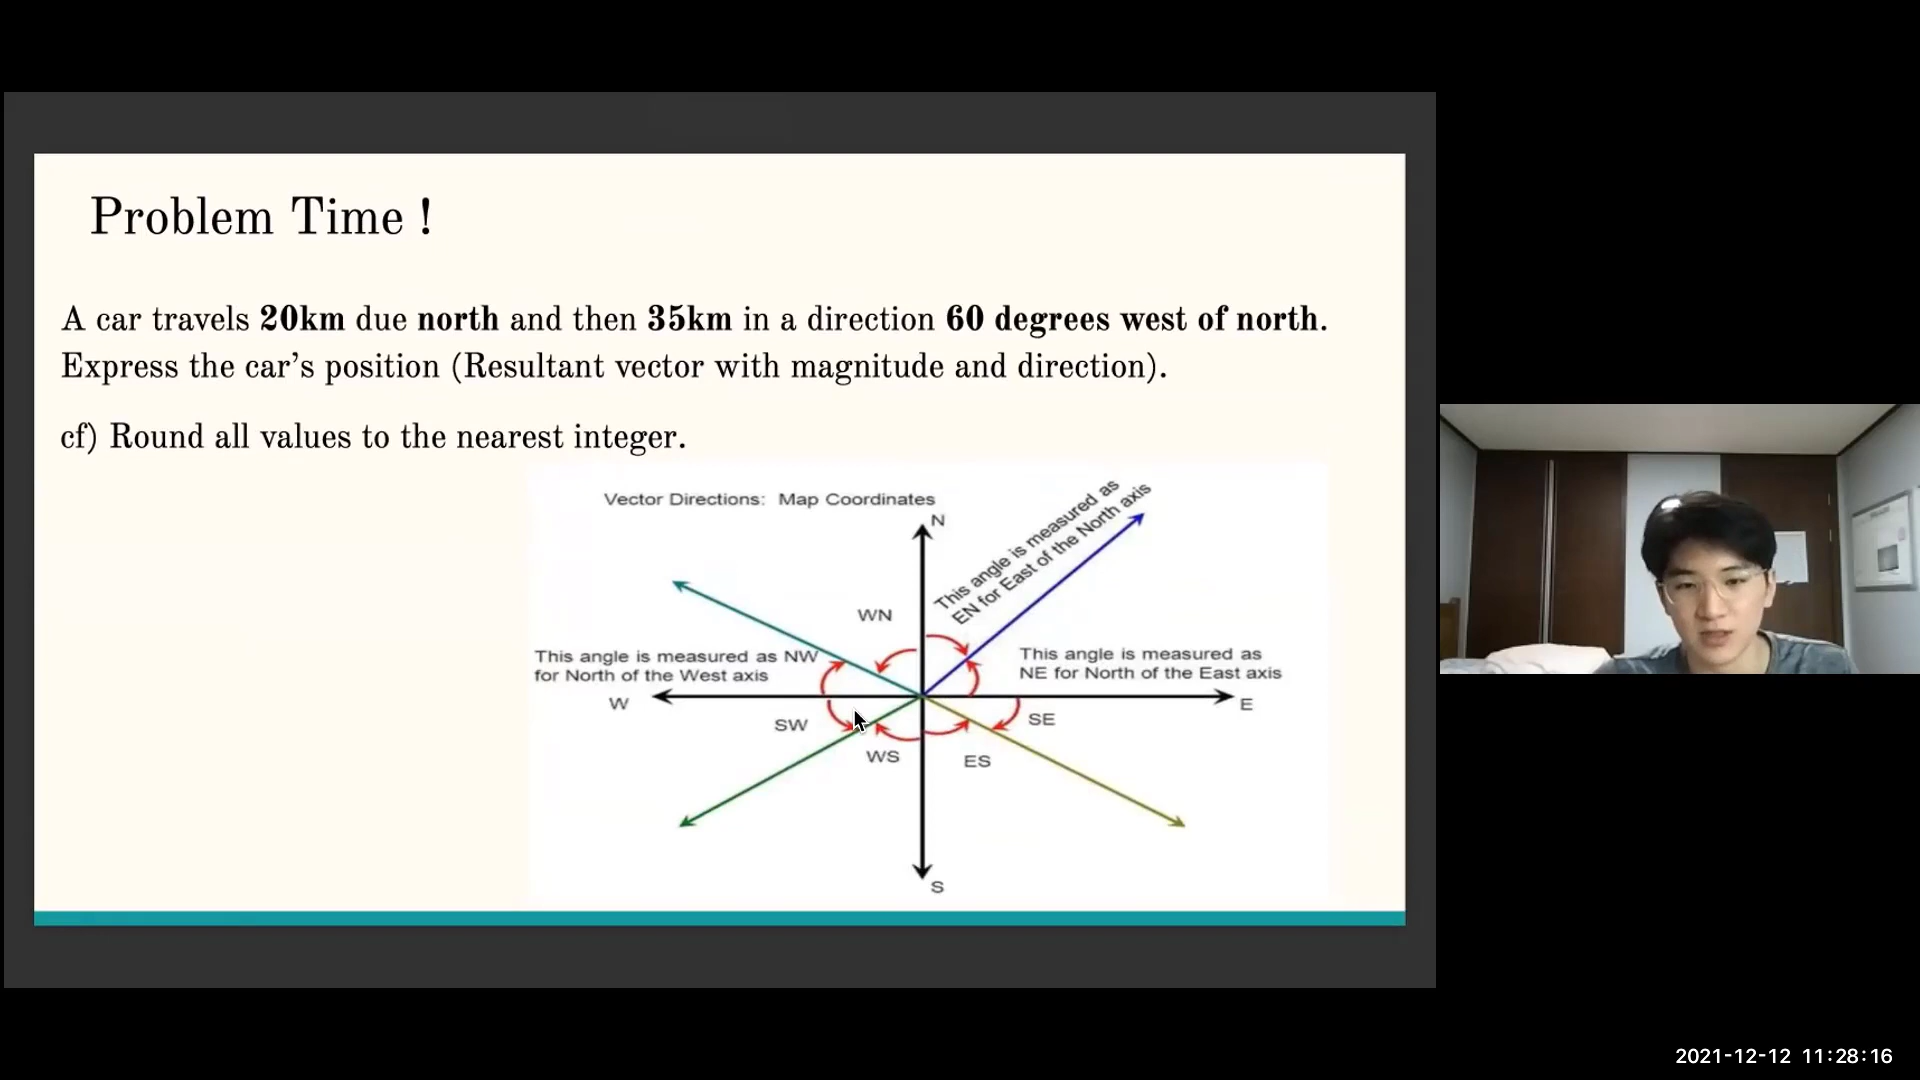 Problem Time !
A car travels 20km due north and then 35km in a direction 60 degrees west of north.
Express the car's position (Resultant vector with magnitude and direction).
cf) Round all values to the nearest integer.
Vector Directions: Map Coordinates
N
This angle is measured as
EN for East of the North axis
WN
This angle is measured as NW
for North of the West axis
This angle is measured as
NE for North of the East axis
W
E
SW
SE
WS
ES
S
2021-12-12 11:28:16